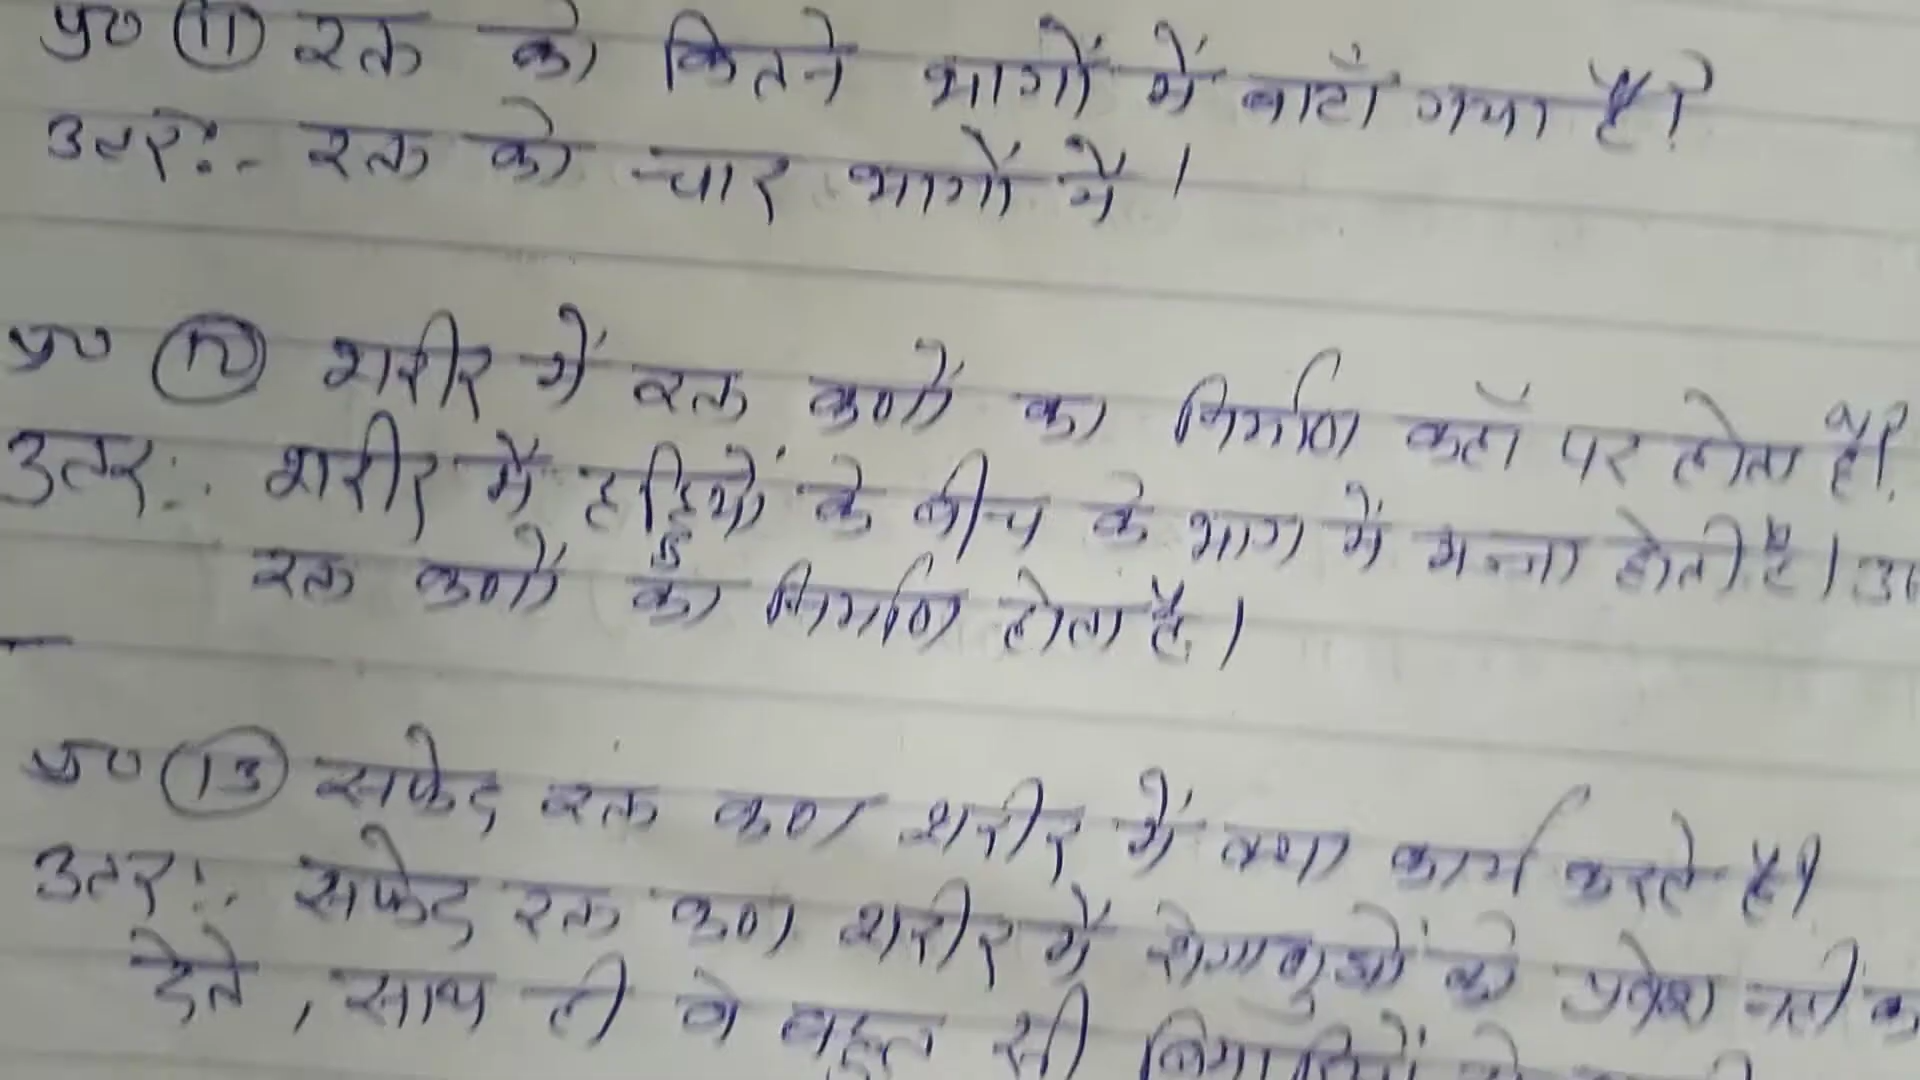 प्र० (11) रक्त को कितने भागों में बाटाँ गया है?
उत्तर:- रक्त को चार भागों में।
प्र० (12) शरीर में रक्त कणों का निर्माण कहाँ पर होता है?
उत्तर:- शरीर में हड्डियों के बीच के भाग में मज्जा होती है।
रक्त कणों का निर्माण होता है।
प्र० (13) सफेद रक्त कण शरीर में क्या कार्य करते है?
उत्तर:- सफेद रक्त कण शरीर में रोगाणुओं को प्रवेश नहीं
देते, साथ ही वे बहुत सी